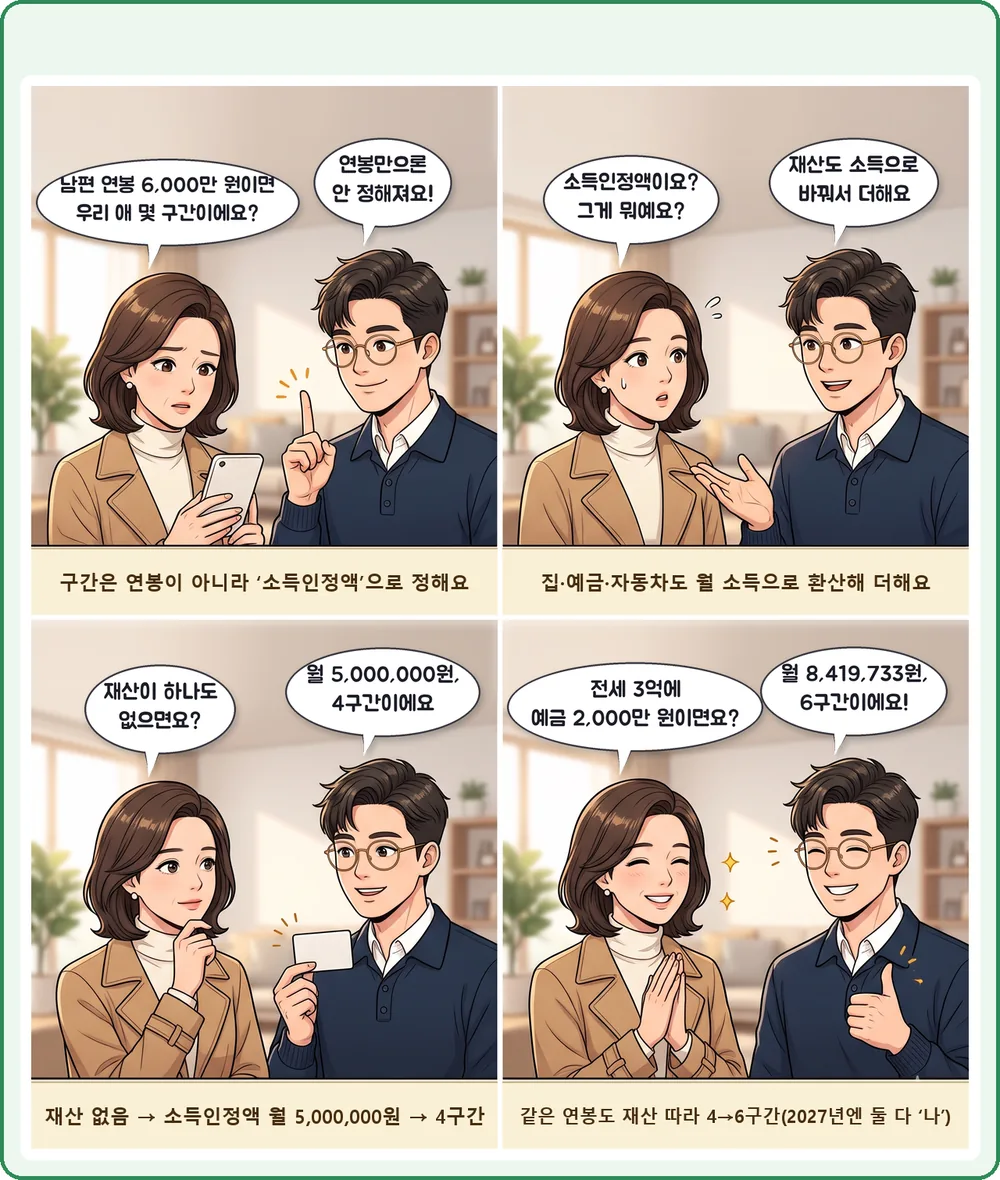 남편 연봉 6,000만 원이면
우리 애 몇 구간이에요?
연봉만으론
안 정해져요!
구간은 연봉이 아니라 ‘소득인정액’으로 정해요
소득인정액이요?
그게 뭐예요?
재산도 소득으로
바꿔서 더해요
집·예금·자동차도 월 소득으로 환산해 더해요
재산이 하나도
없으면요?
월 5,000,000원,
4구간이에요
재산 없음 → 소득인정액 월 5,000,000원 → 4구간
전세 3억에
예금 2,000만 원이면요?
월 8,419,733원,
6구간이에요!
같은 연봉도 재산 따라 4→6구간(2027년엔 둘 다 ‘나’)